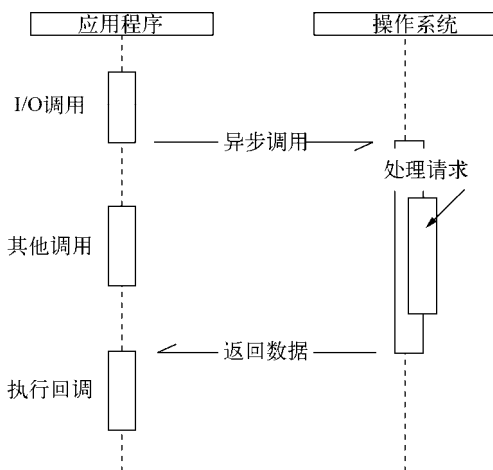 应用程序
操作系统
I/O调用
异步调用
处理请求
其他调用
返回数据
执行回调